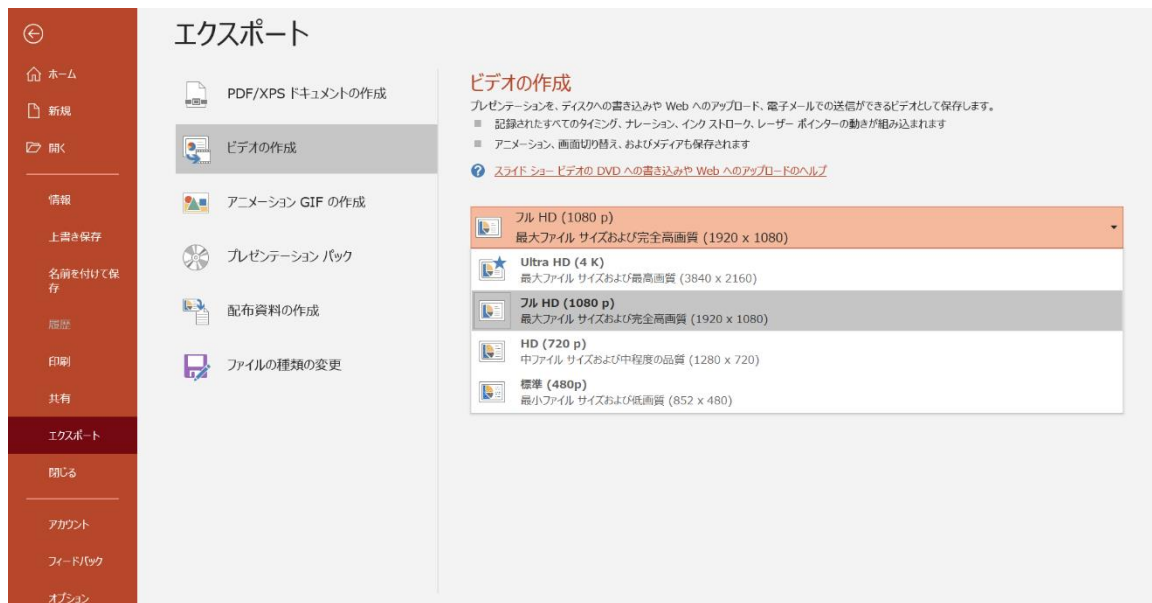 エクスポート
ホーム
新規
開く
情報
上書き保存
名前を付けて保
存
履歴
印刷
共有
エクスポート
閉じる
アカウント
フィードバック
オプション
PDF/XPS ドキュメントの作成
ビデオの作成
アニメーション GIF の作成
プレゼンテーション パック
配布資料の作成
ファイルの種類の変更
ビデオの作成
プレゼンテーションを、ディスクへの書き込みや Web へのアップロード、電子メールでの送信ができるビデオとして保存します。
記録されたすべてのタイミング、ナレーション、インク ストローク、レーザー ポインターの動きが組み込まれます
アニメーション、画面切り替え、およびメディアも保存されます
スライド ショー ビデオの DVD への書き込みや Web へのアップロードのヘルプ
フル HD (1080 p)
最大ファイル サイズおよび完全高画質 (1920 x 1080)
Ultra HD (4 K)
最大ファイル サイズおよび最高画質 (3840 x 2160)
フル HD (1080 p)
最大ファイル サイズおよび完全高画質 (1920 x 1080)
HD (720 p)
中ファイル サイズおよび中程度の品質 (1280 x 720)
標準 (480p)
最小ファイル サイズおよび低画質 (852 x 480)